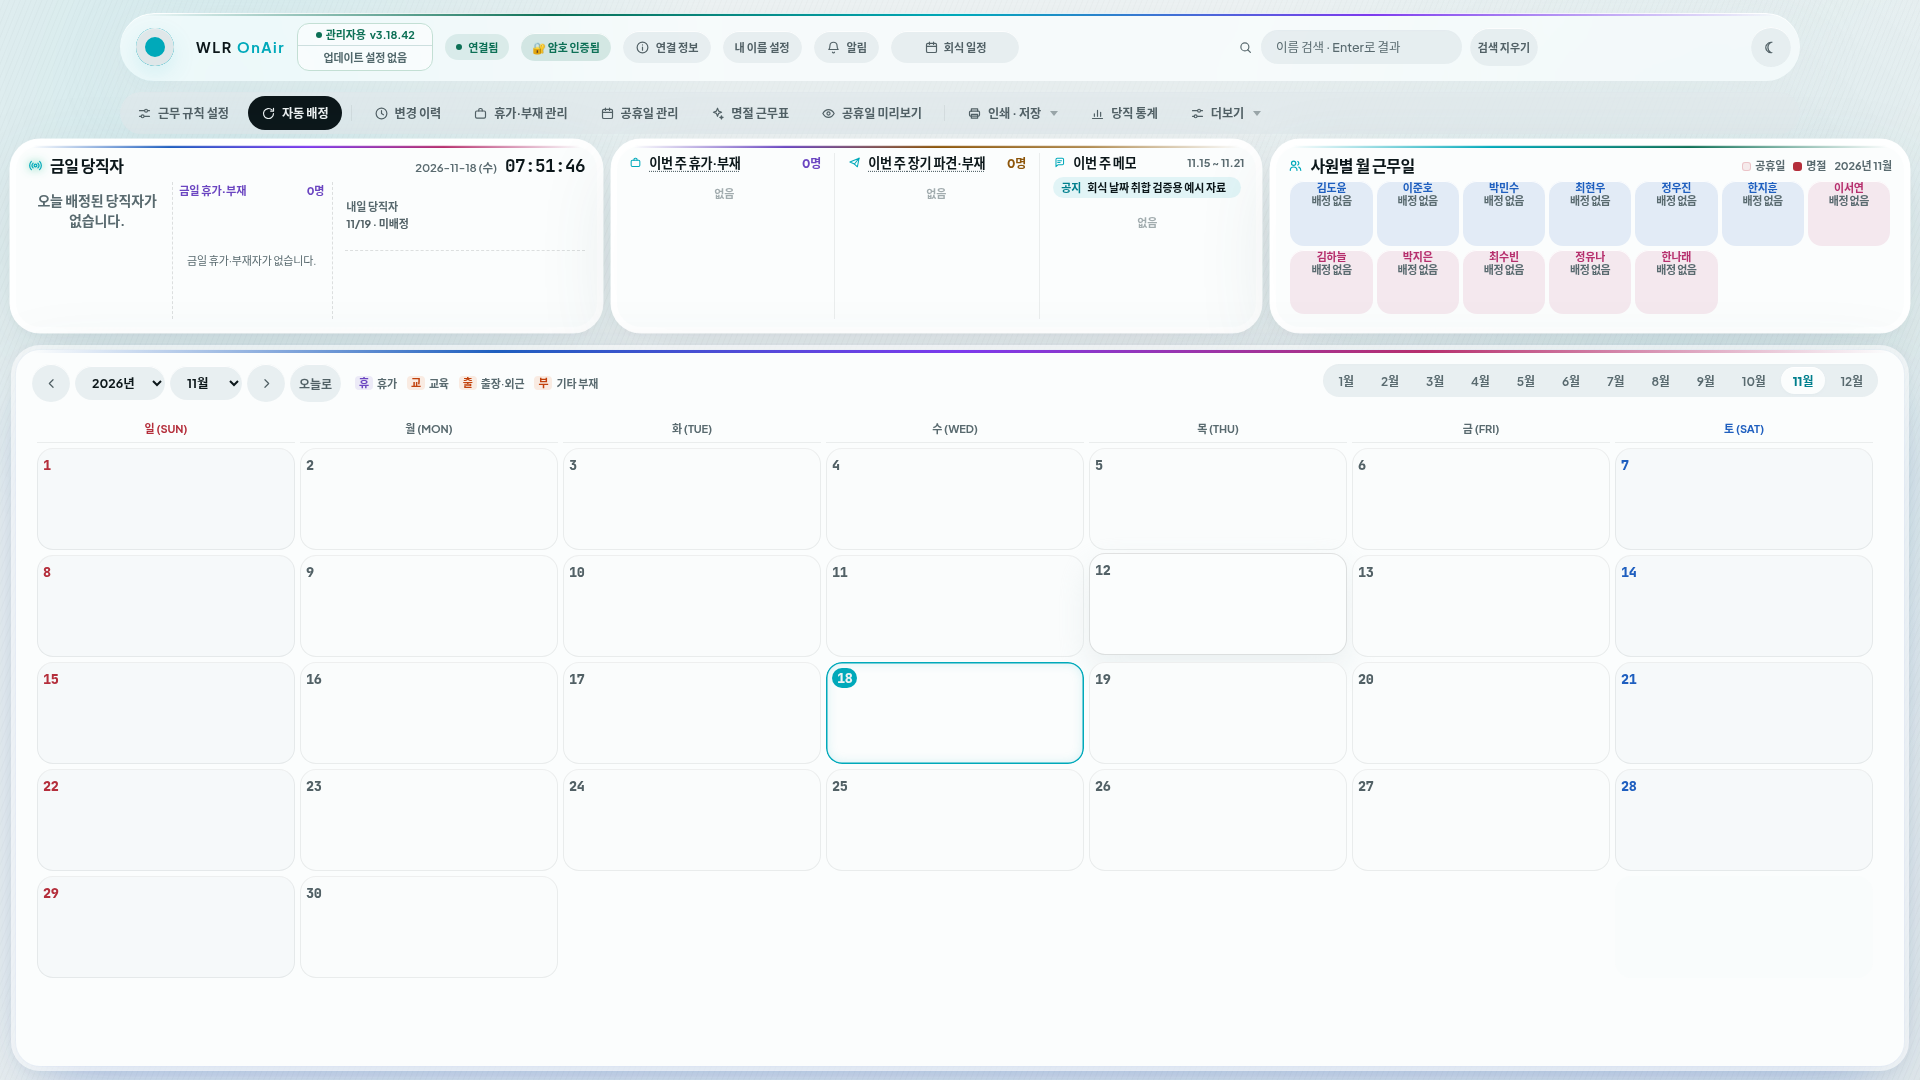 WLR OnAir
관리자용 v3.18.42
업데이트 설정 없음
연결됨
암호 인증됨
연결 정보
내 이름 설정
알림
회식 일정
이름 검색 · Enter로 결과
검색 지우기
근무 규칙 설정
자동 배정
변경 이력
휴가·부재 관리
공휴일 관리
명절 근무표
공휴일 미리보기
인쇄 · 저장
당직 통계
더보기
금일 당직자
2026-11-18 (수) 07:51:46
오늘 배정된 당직자가
없습니다.
금일 휴가·부재 0명
금일 휴가·부재자가 없습니다.
내일 당직자
11/19 · 미배정
이번 주 휴가·부재 0명
없음
이번 주 장기 파견·부재 0명
없음
이번 주 메모 11.15 ~ 11.21
공지 회식 날짜 취합 검증용 예시 자료
없음
사원별 월 근무일
공휴일 명절 2026년 11월
김도윤 이준호 박민수 최현우 정우진 한지훈 이서연
배정 없음 배정 없음 배정 없음 배정 없음 배정 없음 배정 없음 배정 없음
김하늘 박지은 최수빈 정유나 한나래
배정 없음 배정 없음 배정 없음 배정 없음 배정 없음
2026년 11월 오늘로
휴 휴가 교 교육 출 출장·외근 부 기타 부재
1월 2월 3월 4월 5월 6월 7월 8월 9월 10월 11월 12월
일 (SUN) 월 (MON) 화 (TUE) 수 (WED) 목 (THU) 금 (FRI) 토 (SAT)
1 2 3 4 5 6 7
8 9 10 11 12 13 14
15 16 17 18 19 20 21
22 23 24 25 26 27 28
29 30